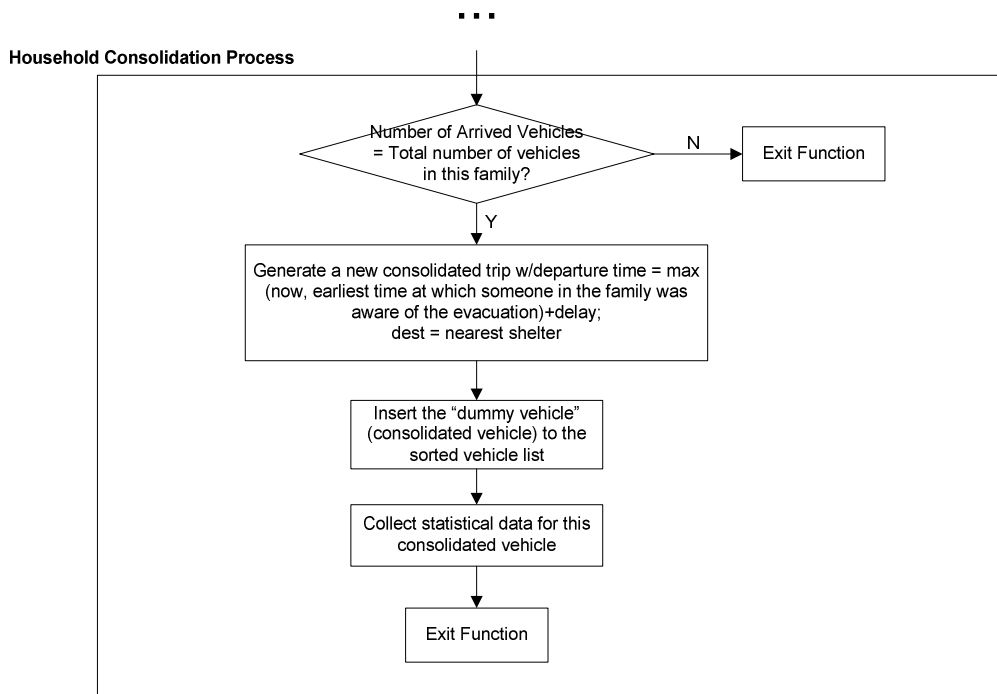 ...
Household Consolidation Process
Number of Arrived Vehicles
= Total number of vehicles
in this family?
N
Exit Function
Y
Generate a new consolidated trip w/departure time = max
(now, earliest time at which someone in the family was
aware of the evacuation)+delay;
dest = nearest shelter
Insert the “dummy vehicle”
(consolidated vehicle) to the
sorted vehicle list
Collect statistical data for this
consolidated vehicle
Exit Function